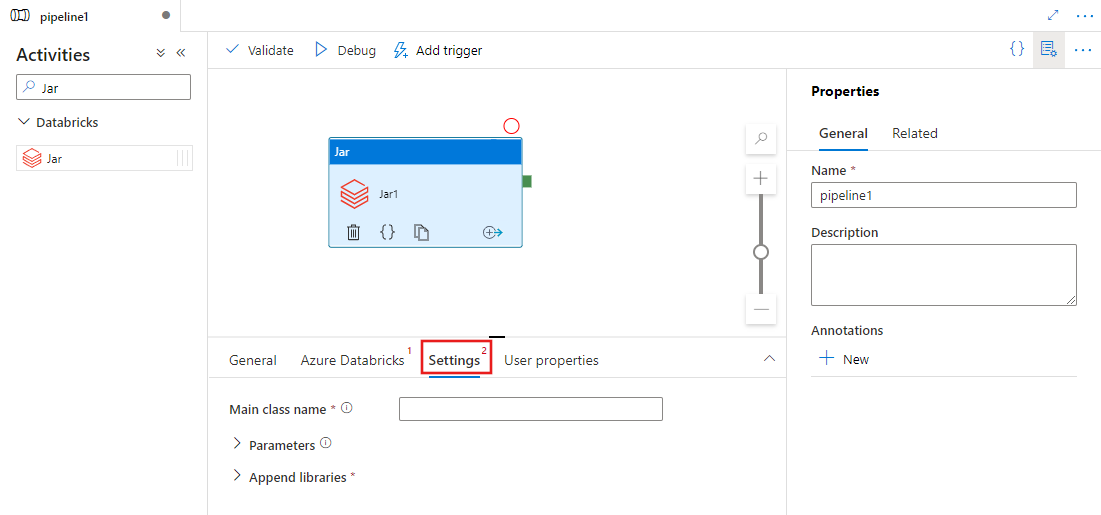 pipeline1
Activities
Jar
Databricks
Jar
Validate
Debug
Add trigger
{}
Jar
Jar1
{}
General
Azure Databricks 1
Settings 2
User properties
Main class name *
Parameters
Append libraries *
Properties
General
Related
Name *
pipeline1
Description
Annotations
New